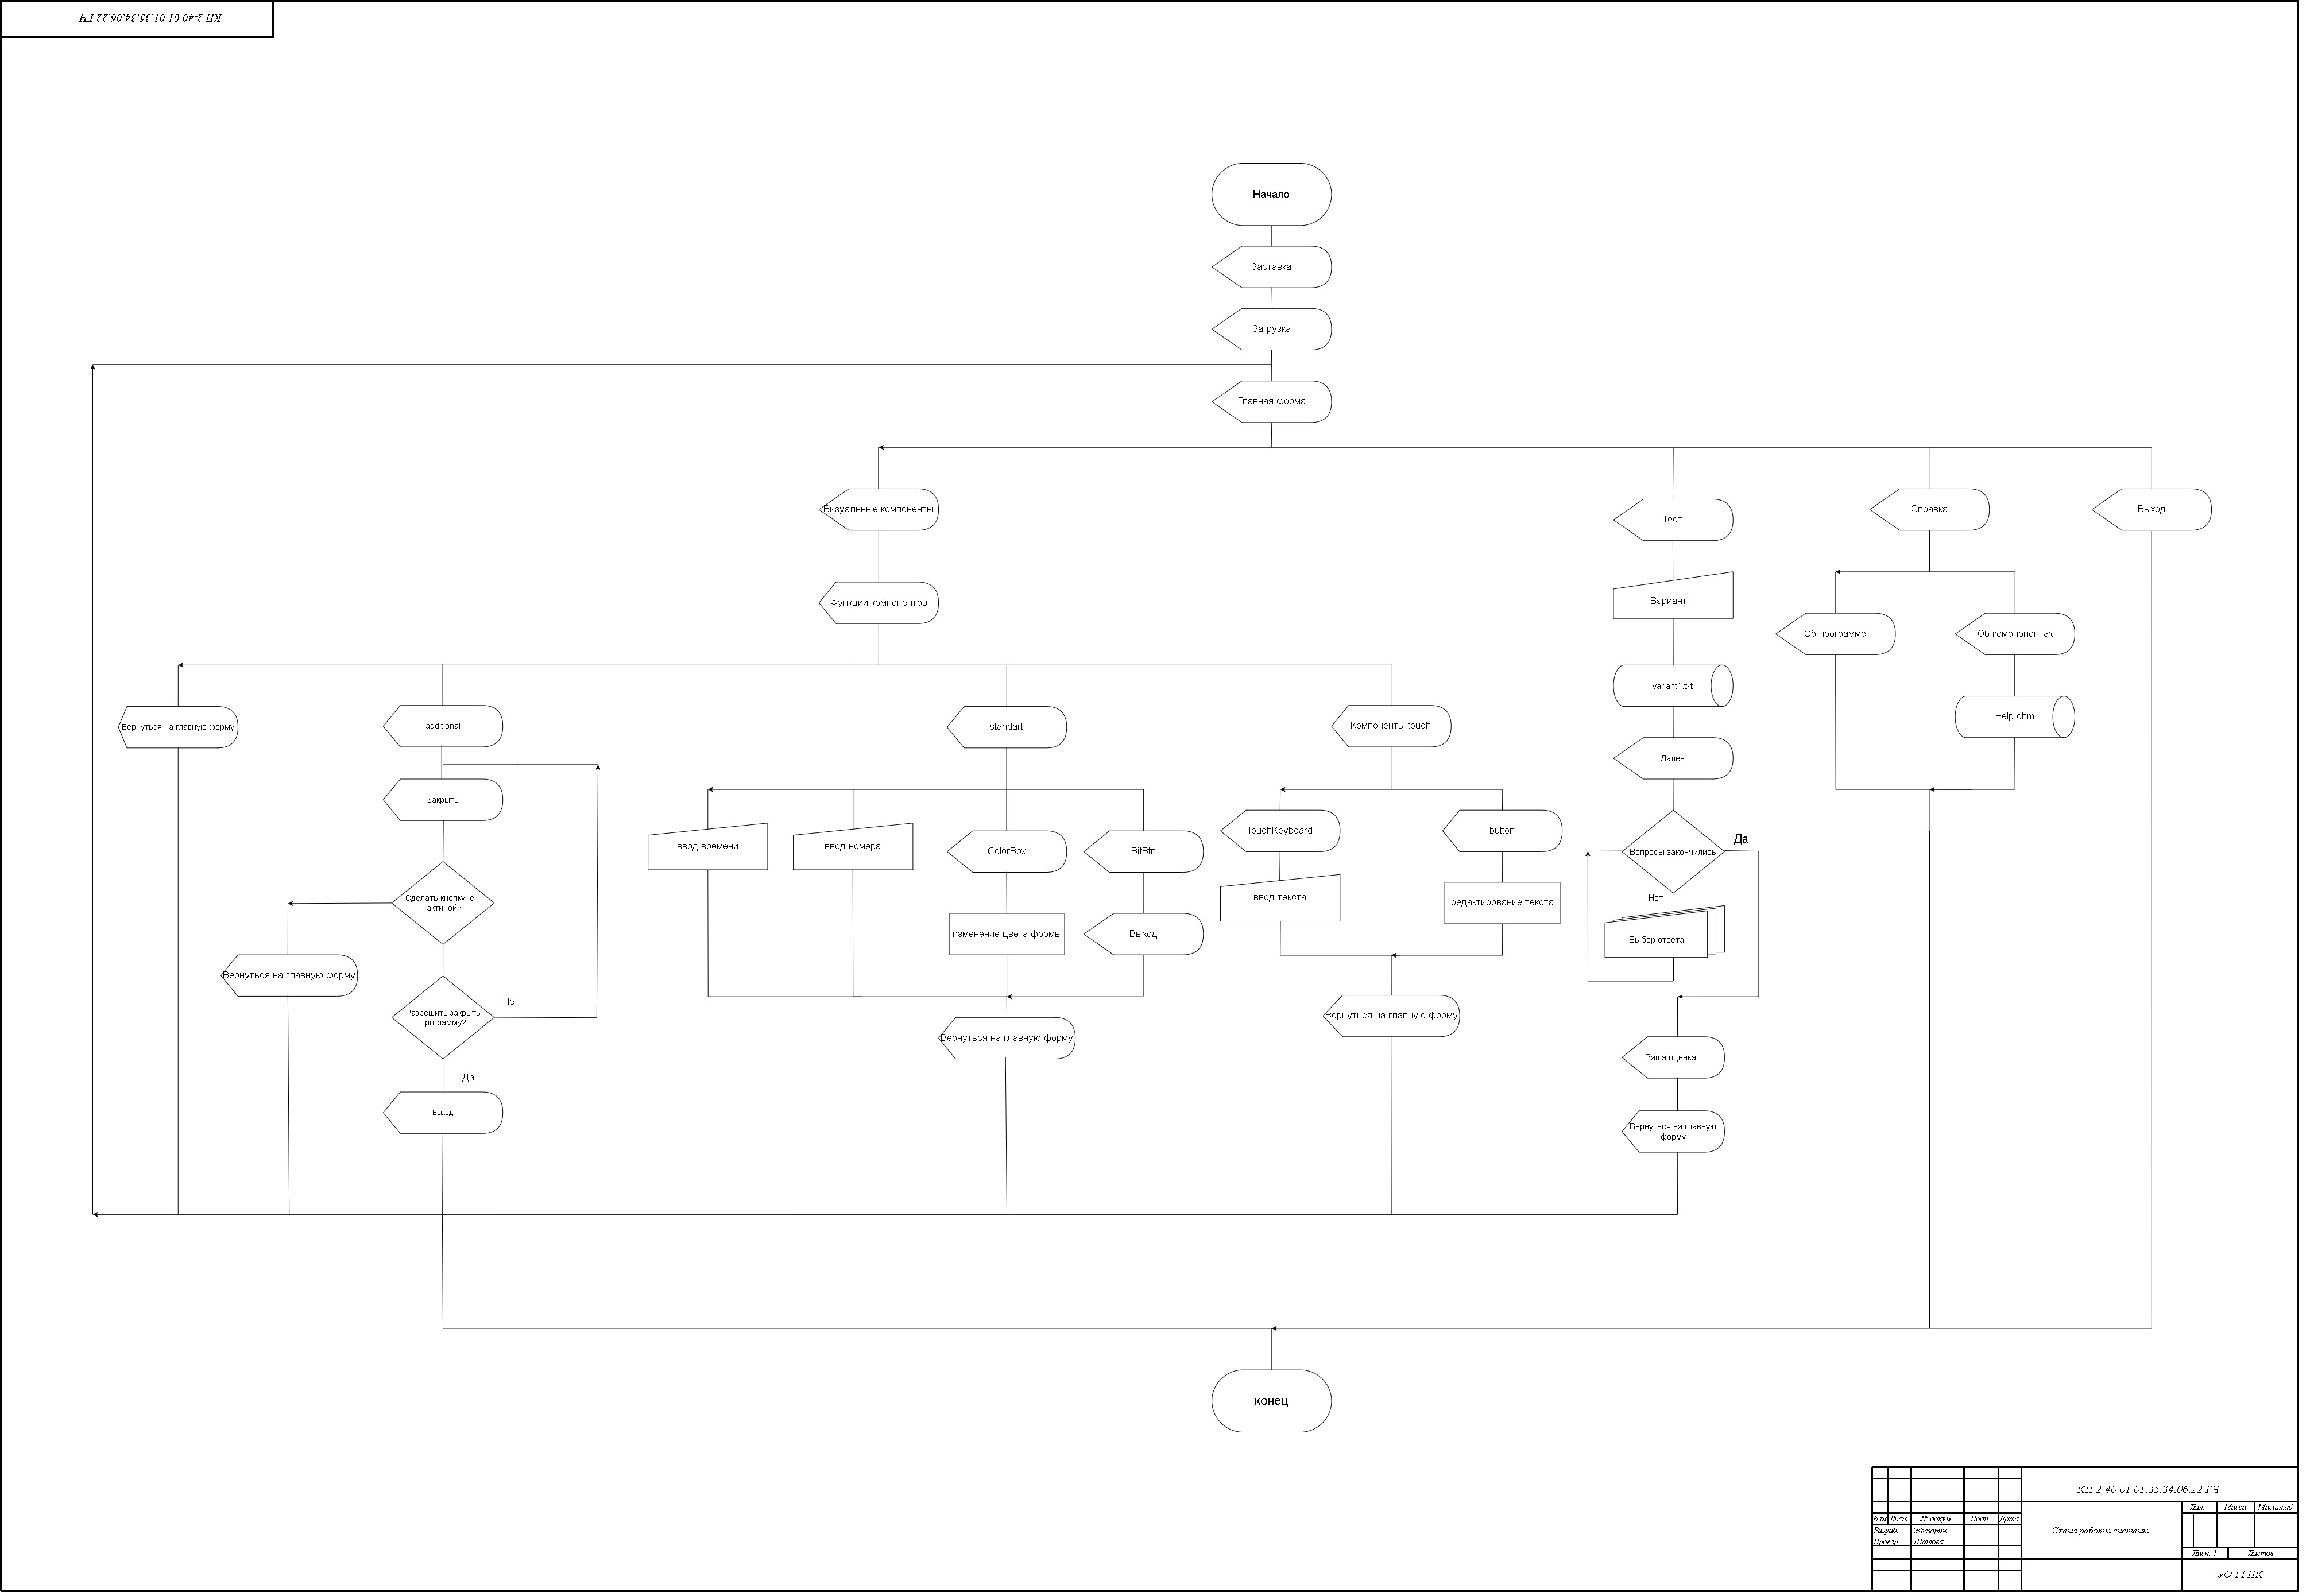 КП 2-40 01 01.35.34.06.22 ГЧ
Начало
Заставка
Загрузка
Главная форма
Визуальные компоненты
Тест
Справка
Выход
Функции компонентов
Вариант 1
Об программе
Об комопонентах
Вернуться на главную форму
additional
standart
Компоненты touch
variant1.txt
Help.chm
Закрыть
Далее
ввод времени
ввод номера
ColorBox
BitBtn
TouchKeyboard
button
Вопросы закончились
Да
Нет
Сделать кнопкуне
актиной?
изменение цвета формы
Выход
ввод текста
редактирование текста
Выбор ответа
Вернуться на главную форму
Разрешить закрыть
программу?
Нет
Да
Вернуться на главную форму
Вернуться на главную форму
Ваша оценка:
Выход
Вернуться на главную
форму
конец
КП 2-40 01 01.35.34.06.22 ГЧ
Лит. Масса Масштаб
Изм Лист № докум. Подп. Дата
Разраб. Жигздрин
Провер. Шатова
Схема работы системы
Лист 1 Листов
УО ГГПК